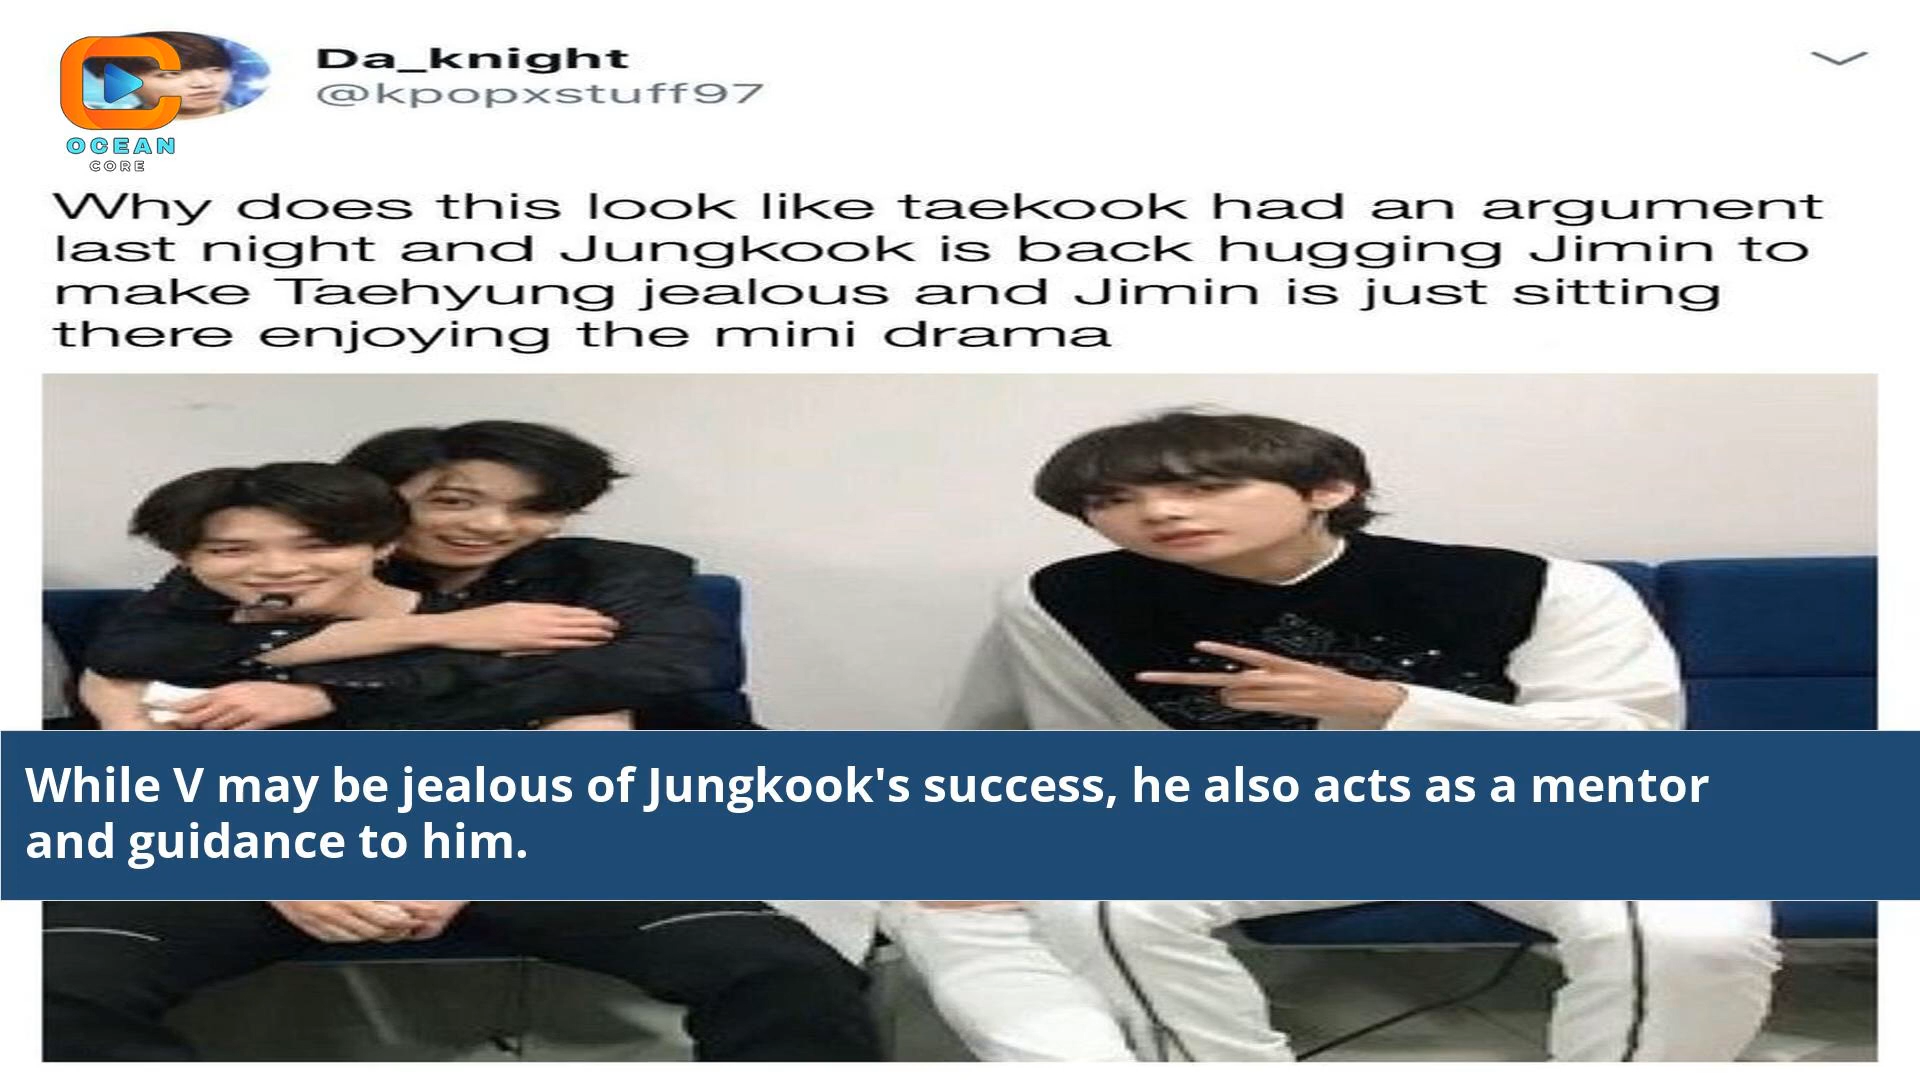 Da_knight
@kpopxstuff97
OCEAN
CORE
Why does this look like taekook had an argument
last night and Jungkook is back hugging Jimin to
make Taehyung jealous and Jimin is just sitting
there enjoying the mini drama
While V may be jealous of Jungkook's success, he also acts as a mentor
and guidance to him.